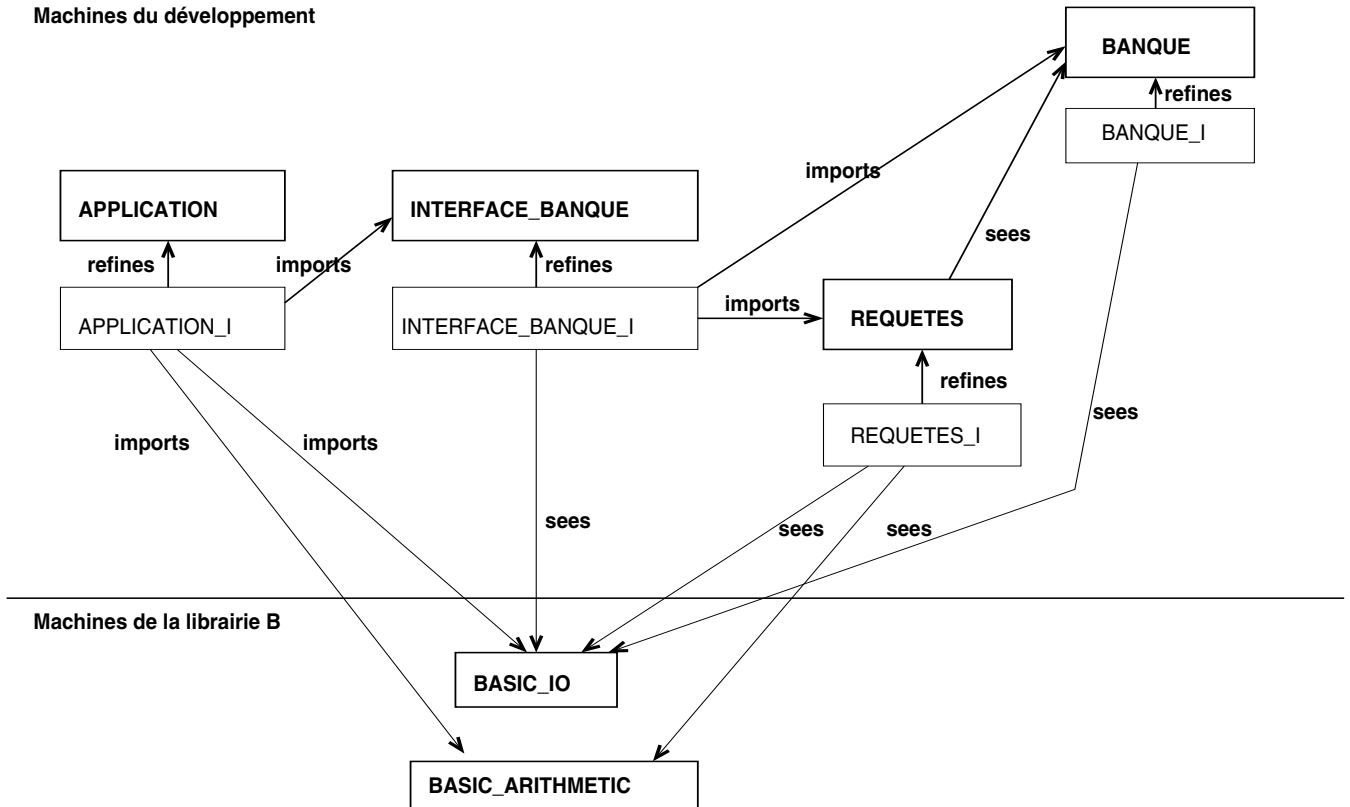 Machines du développement
BANQUE
refines
BANQUE_I
imports
APPLICATION
INTERFACE_BANQUE
sees
refines
imports
refines
APPLICATION_I
INTERFACE_BANQUE_I
imports
REQUETES
refines
sees
imports
imports
REQUETES_I
sees
sees
sees
Machines de la librairie B
BASIC_IO
BASIC_ARITHMETIC